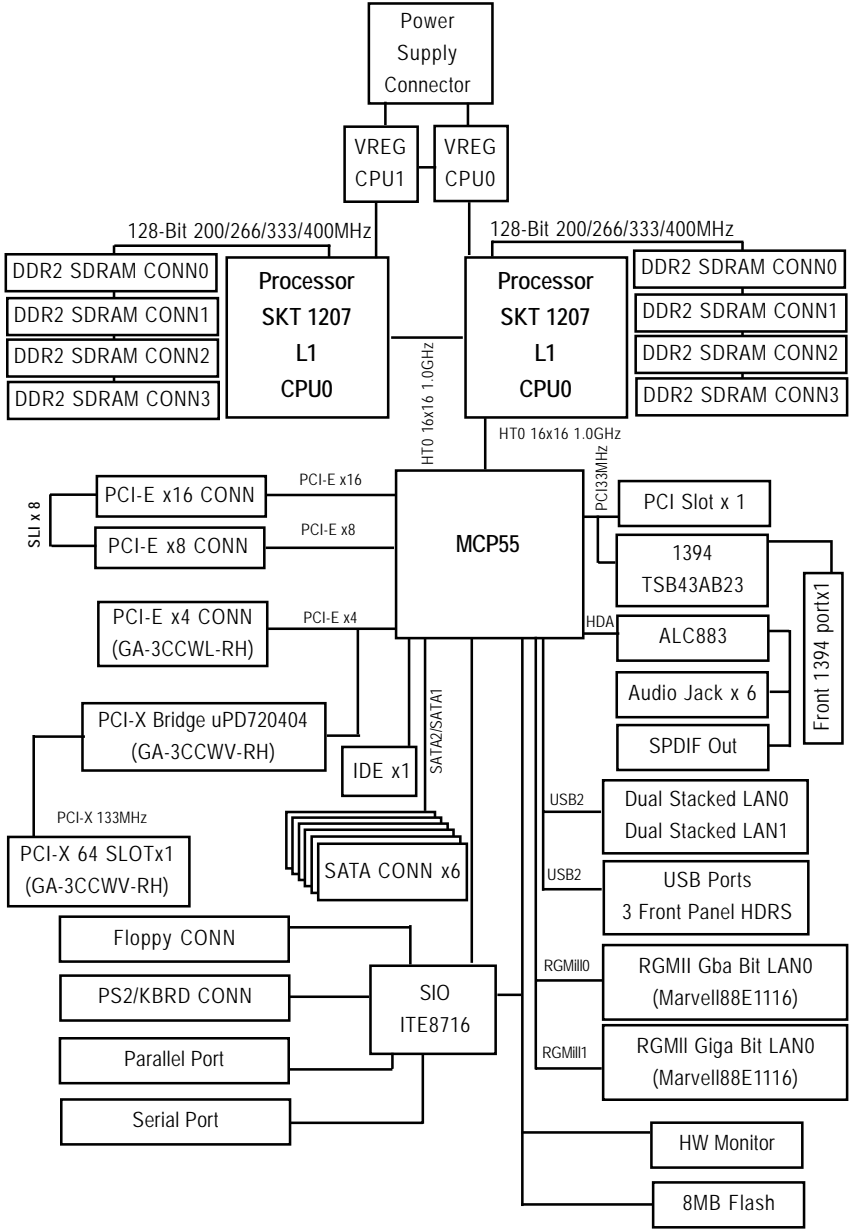 Power
Supply
Connector
VREG
CPU1
VREG
CPU0
128-Bit 200/266/333/400MHz
128-Bit 200/266/333/400MHz
DDR2 SDRAM CONN0
DDR2 SDRAM CONN1
DDR2 SDRAM CONN2
DDR2 SDRAM CONN3
Processor
SKT 1207
L1
CPU0
Processor
SKT 1207
L1
CPU0
DDR2 SDRAM CONN0
DDR2 SDRAM CONN1
DDR2 SDRAM CONN2
DDR2 SDRAM CONN3
HT0 16x16 1.0GHz
HT0 16x16 1.0GHz
PCI33MHz
SLI x 8
PCI-E x16 CONN
PCI-E x16
PCI-E x8 CONN
PCI-E x8
MCP55
PCI Slot x 1
1394
TSB43AB23
Front 1394 portx1
PCI-E x4 CONN
(GA-3CCWL-RH)
PCI-E x4
HDA
ALC883
Audio Jack x 6
SPDIF Out
PCI-X Bridge uPD720404
(GA-3CCWV-RH)
IDE x1
SATA2/SATA1
PCI-X 133MHz
PCI-X 64 SLOTx1
(GA-3CCWV-RH)
SATA CONN x6
USB2
Dual Stacked LAN0
Dual Stacked LAN1
USB2
USB Ports
3 Front Panel HDRS
Floppy CONN
PS2/KBRD CONN
Parallel Port
Serial Port
SIO
ITE8716
RGMiII0
RGMII Gba Bit LAN0
(Marvell88E1116)
RGMiII1
RGMII Giga Bit LAN0
(Marvell88E1116)
HW Monitor
8MB Flash